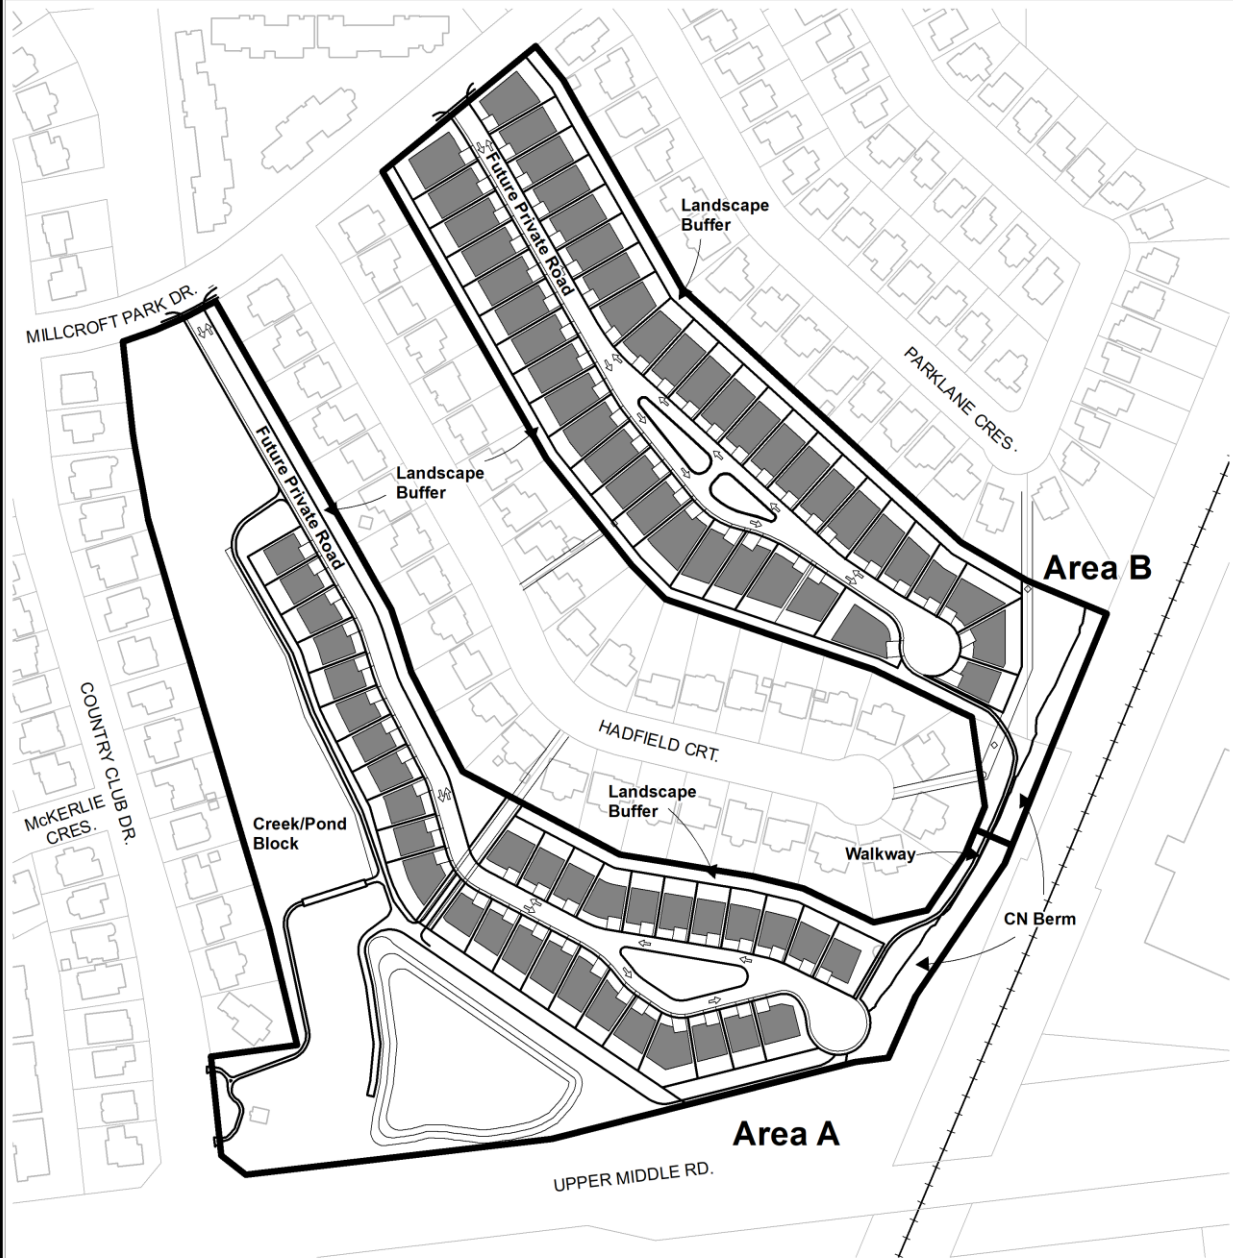 Landscape
Buffer
Future Private Road
MILLCROFT PARK DR.
PARKLANE CRES.
Landscape
Buffer
Future Private Road
Area B
COUNTRY CLUB DR.
HADFIELD CRT.
Landscape
Buffer
McKERLIE
CRES.
Creek/Pond
Block
Walkway
CN Berm
Area A
UPPER MIDDLE RD.